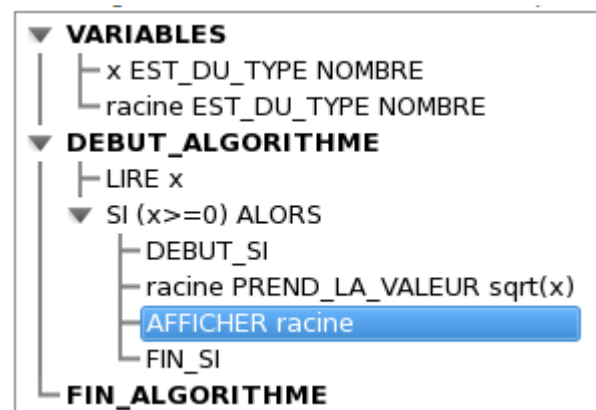 VARIABLES
x EST_DU_TYPE NOMBRE
racine EST_DU_TYPE NOMBRE
DEBUT_ALGORITHME
LIRE x
SI (x>=0) ALORS
DEBUT_SI
racine PREND_LA_VALEUR sqrt(x)
AFFICHER racine
FIN_SI
FIN_ALGORITHME